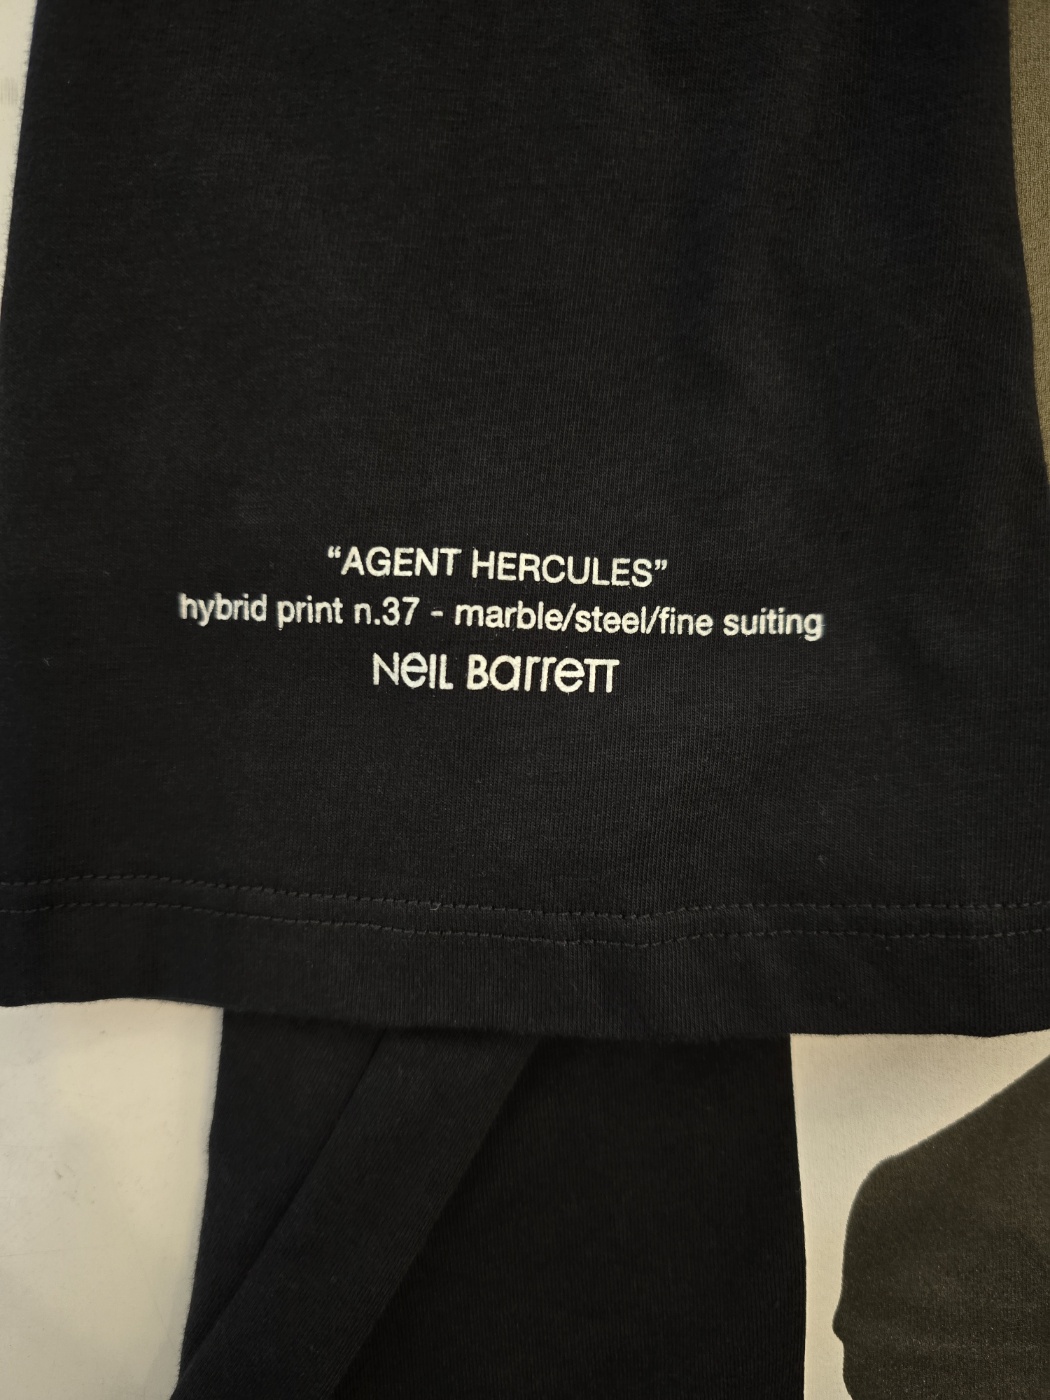 “AGENT HERCULES”
hybrid print n.37 - marble/steel/fine suiting
NeIL BarreTT